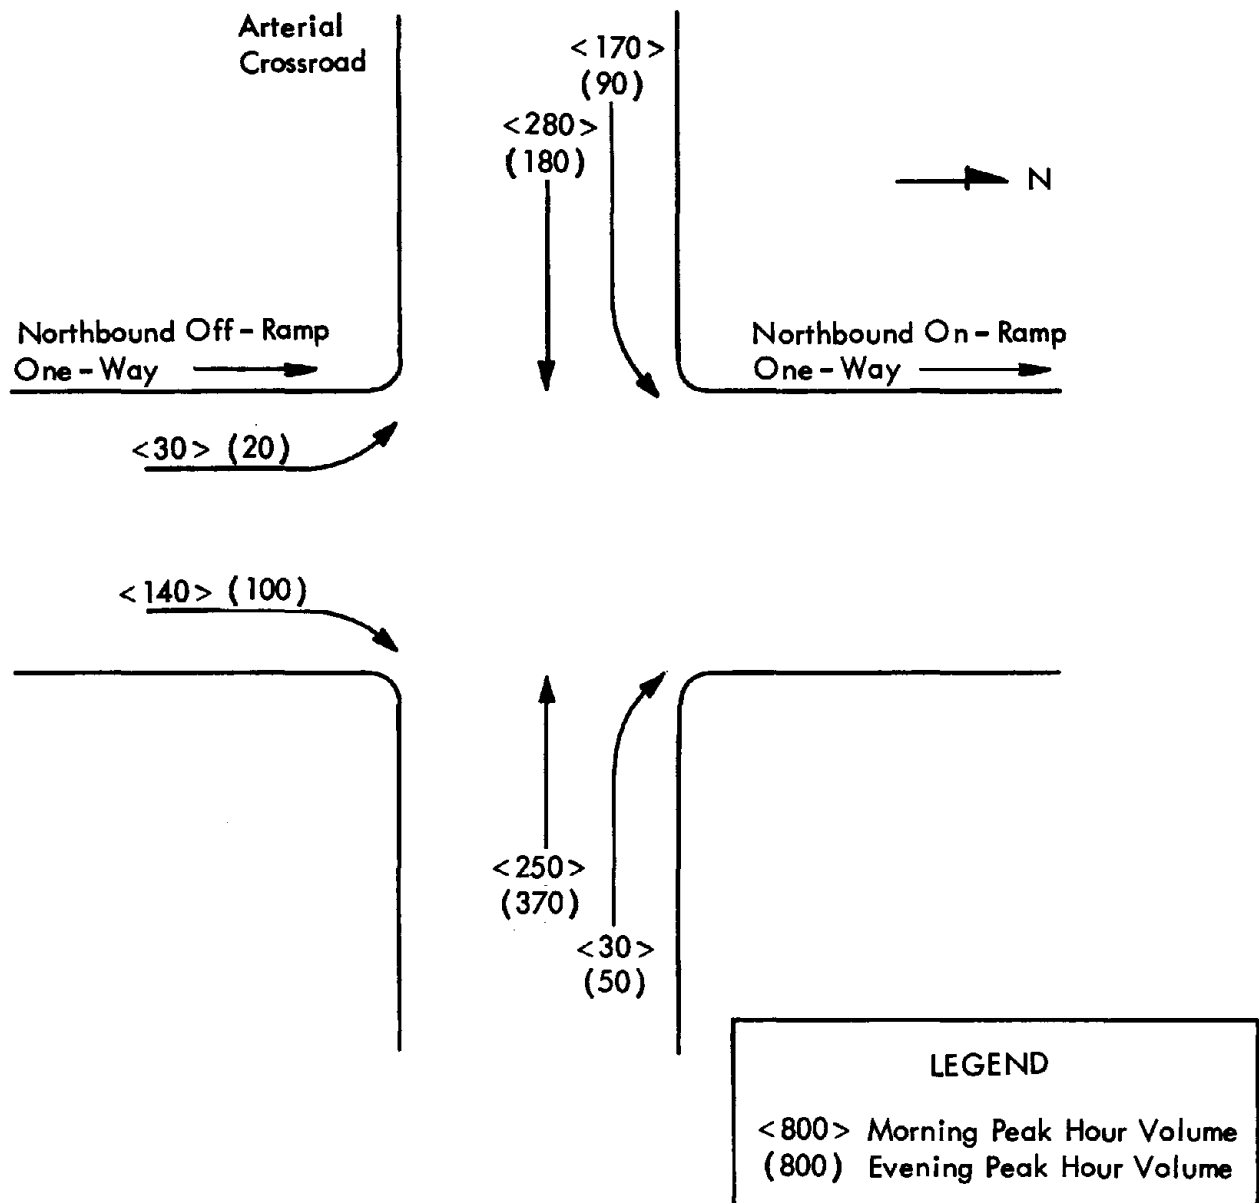 Arterial
Crossroad
<170>
(90)
<280>
(180)
N
Northbound Off-Ramp
One-Way
Northbound On-Ramp
One-Way
<30> (20)
<140> (100)
<250>
(370)
<30>
(50)
LEGEND
<800> Morning Peak Hour Volume
(800) Evening Peak Hour Volume